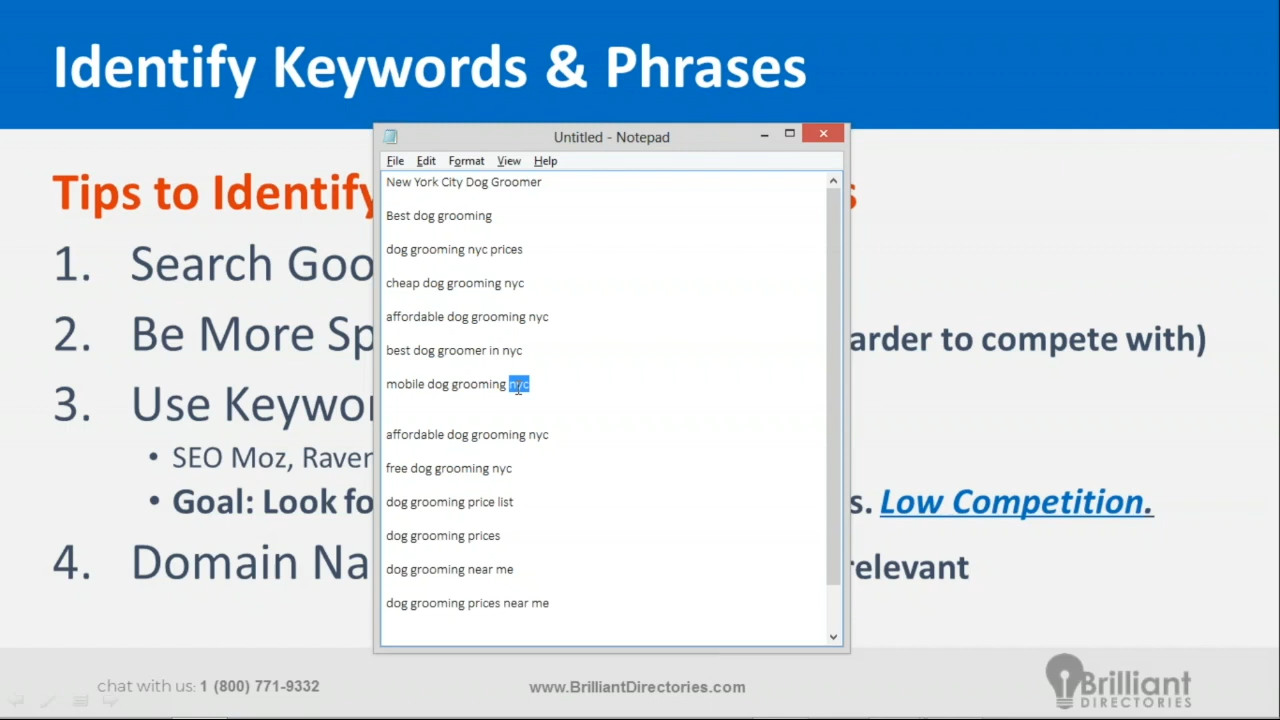 Identify Keywords & Phrases
Tips to Identify s
1. Search Goo
2. Be More Sp arder to compete with)
3. Use Keywor
• SEO Moz, Raven
• Goal: Look fo s. Low Competition.
4. Domain Na relevant
Untitled - Notepad
File Edit Format View Help
New York City Dog Groomer
Best dog grooming
dog grooming nyc prices
cheap dog grooming nyc
affordable dog grooming nyc
best dog groomer in nyc
mobile dog grooming nyc
affordable dog grooming nyc
free dog grooming nyc
dog grooming price list
dog grooming prices
dog grooming near me
dog grooming prices near me
chat with us: 1 (800) 771-9332
www.BrilliantDirectories.com
Brilliant
DIRECTORIES